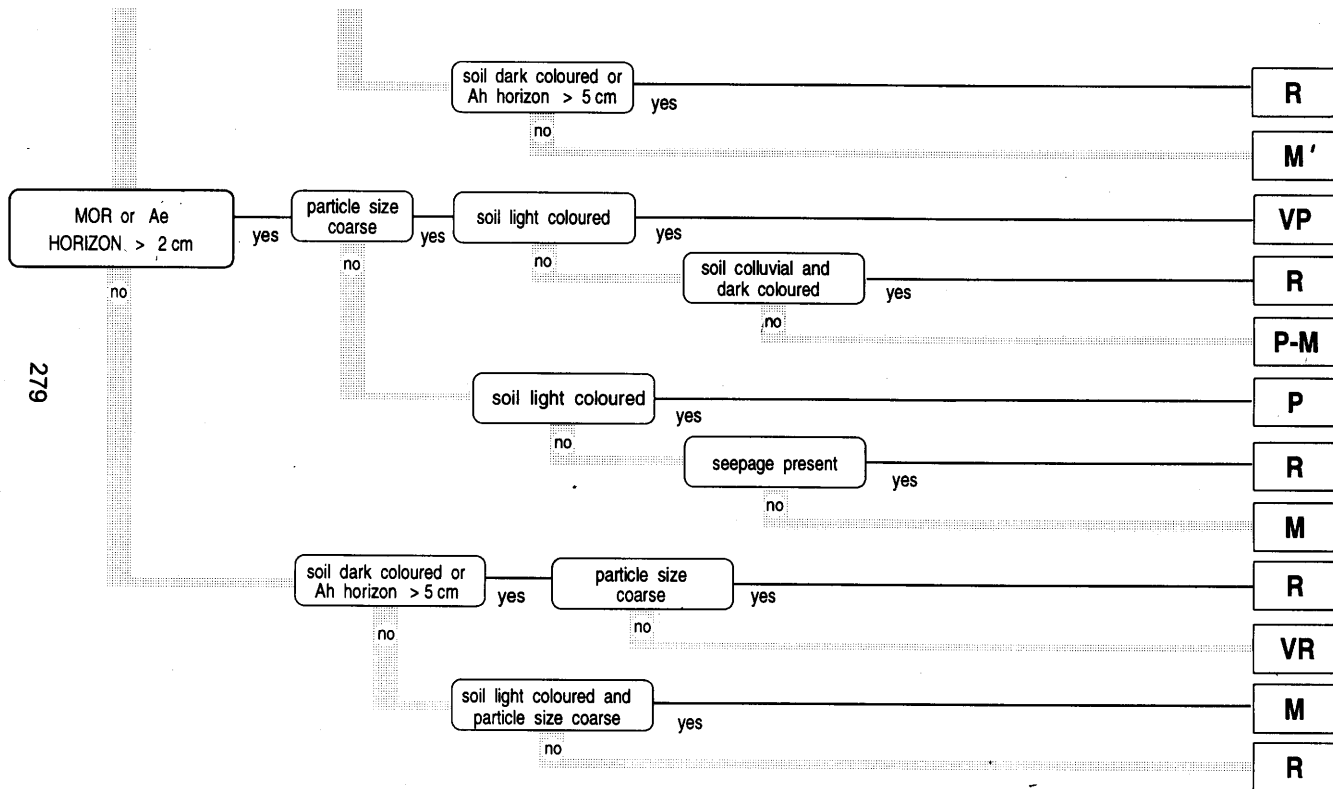 soil dark coloured or
Ah horizon > 5 cm
yes
R
no
M '
MOR or Ae
HORIZON > 2 cm
yes
particle size
coarse
yes
soil light coloured
yes
VP
no
no
no
soil colluvial and
dark coloured
yes
R
no
P-M
279
soil light coloured
yes
P
no
seepage present
yes
R
no
M
soil dark coloured or
Ah horizon > 5 cm
yes
particle size
coarse
yes
R
no
no
VR
soil light coloured and
particle size coarse
yes
M
no
R